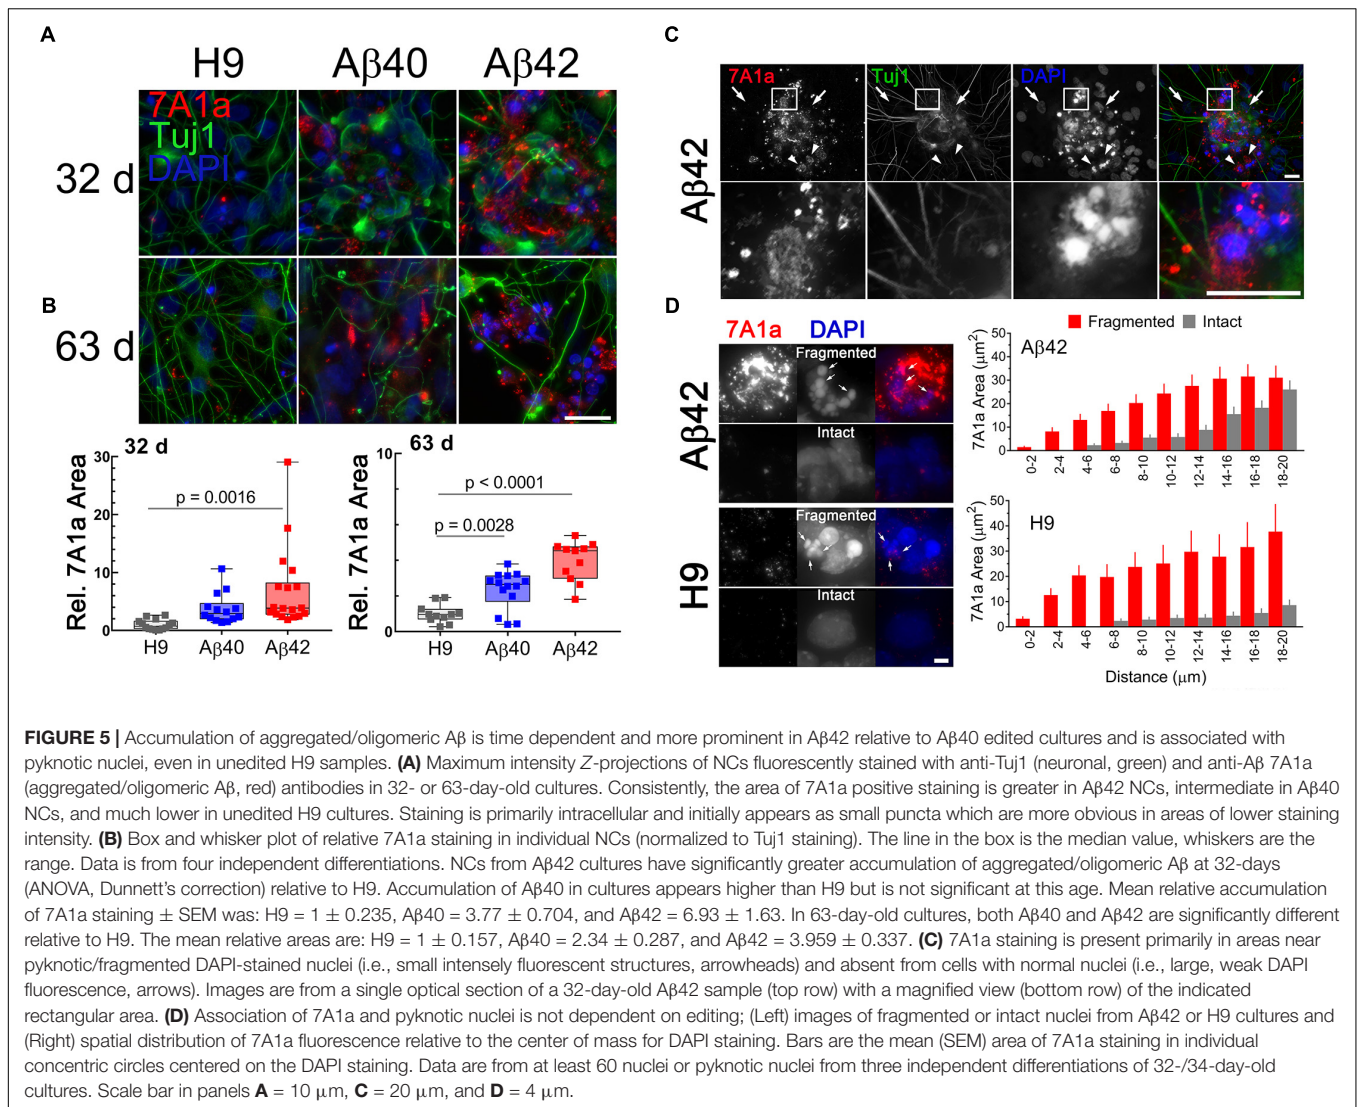 A
H9 Aβ40 Aβ42
7A1a
Tuj1
DAPI
32 d
63 d
B
32 d
Rel. 7A1a Area
30
20
10
0
p = 0.0016
H9 Aβ40 Aβ42
63 d
Rel. 7A1a Area
10
0
p < 0.0001
p = 0.0028
H9 Aβ40 Aβ42
C
Aβ42
7A1a Tuj1 DAPI
D
7A1a DAPI
Aβ42
Fragmented
Intact
H9
Fragmented
Intact
Fragmented Intact
Aβ42
7A1a Area (μm²)
50
40
30
20
10
0
0-2 2-4 4-6 6-8 8-10 10-12 12-14 14-16 16-18 18-20
H9
7A1a Area (μm²)
50
40
30
20
10
0
0-2 2-4 4-6 6-8 8-10 10-12 12-14 14-16 16-18 18-20
Distance (μm)
FIGURE 5 | Accumulation of aggregated/oligomeric Aβ is time dependent and more prominent in Aβ42 relative to Aβ40 edited cultures and is associated with
pyknotic nuclei, even in unedited H9 samples. (A) Maximum intensity Z-projections of NCs fluorescently stained with anti-Tuj1 (neuronal, green) and anti-Aβ 7A1a
(aggregated/oligomeric Aβ, red) antibodies in 32- or 63-day-old cultures. Consistently, the area of 7A1a positive staining is greater in Aβ42 NCs, intermediate in Aβ40
NCs, and much lower in unedited H9 cultures. Staining is primarily intracellular and initially appears as small puncta which are more obvious in areas of lower staining
intensity. (B) Box and whisker plot of relative 7A1a staining in individual NCs (normalized to Tuj1 staining). The line in the box is the median value, whiskers are the
range. Data is from four independent differentiations. NCs from Aβ42 cultures have significantly greater accumulation of aggregated/oligomeric Aβ at 32-days
(ANOVA, Dunnett's correction) relative to H9. Accumulation of Aβ40 in cultures appears higher than H9 but is not significant at this age. Mean relative accumulation
of 7A1a staining ± SEM was: H9 = 1 ± 0.235, Aβ40 = 3.77 ± 0.704, and Aβ42 = 6.93 ± 1.63. In 63-day-old cultures, both Aβ40 and Aβ42 are significantly different
relative to H9. The mean relative areas are: H9 = 1 ± 0.157, Aβ40 = 2.34 ± 0.287, and Aβ42 = 3.959 ± 0.337. (C) 7A1a staining is present primarily in areas near
pyknotic/fragmented DAPI-stained nuclei (i.e., small intensely fluorescent structures, arrowheads) and absent from cells with normal nuclei (i.e., large, weak DAPI
fluorescence, arrows). Images are from a single optical section of a 32-day-old Aβ42 sample (top row) with a magnified view (bottom row) of the indicated
rectangular area. (D) Association of 7A1a and pyknotic nuclei is not dependent on editing; (Left) images of fragmented or intact nuclei from Aβ42 or H9 cultures and
(Right) spatial distribution of 7A1a fluorescence relative to the center of mass for DAPI staining. Bars are the mean (SEM) area of 7A1a staining in individual
concentric circles centered on the DAPI staining. Data are from at least 60 nuclei or pyknotic nuclei from three independent differentiations of 32-/34-day-old
cultures. Scale bar in panels A = 10 μm, C = 20 μm, and D = 4 μm.